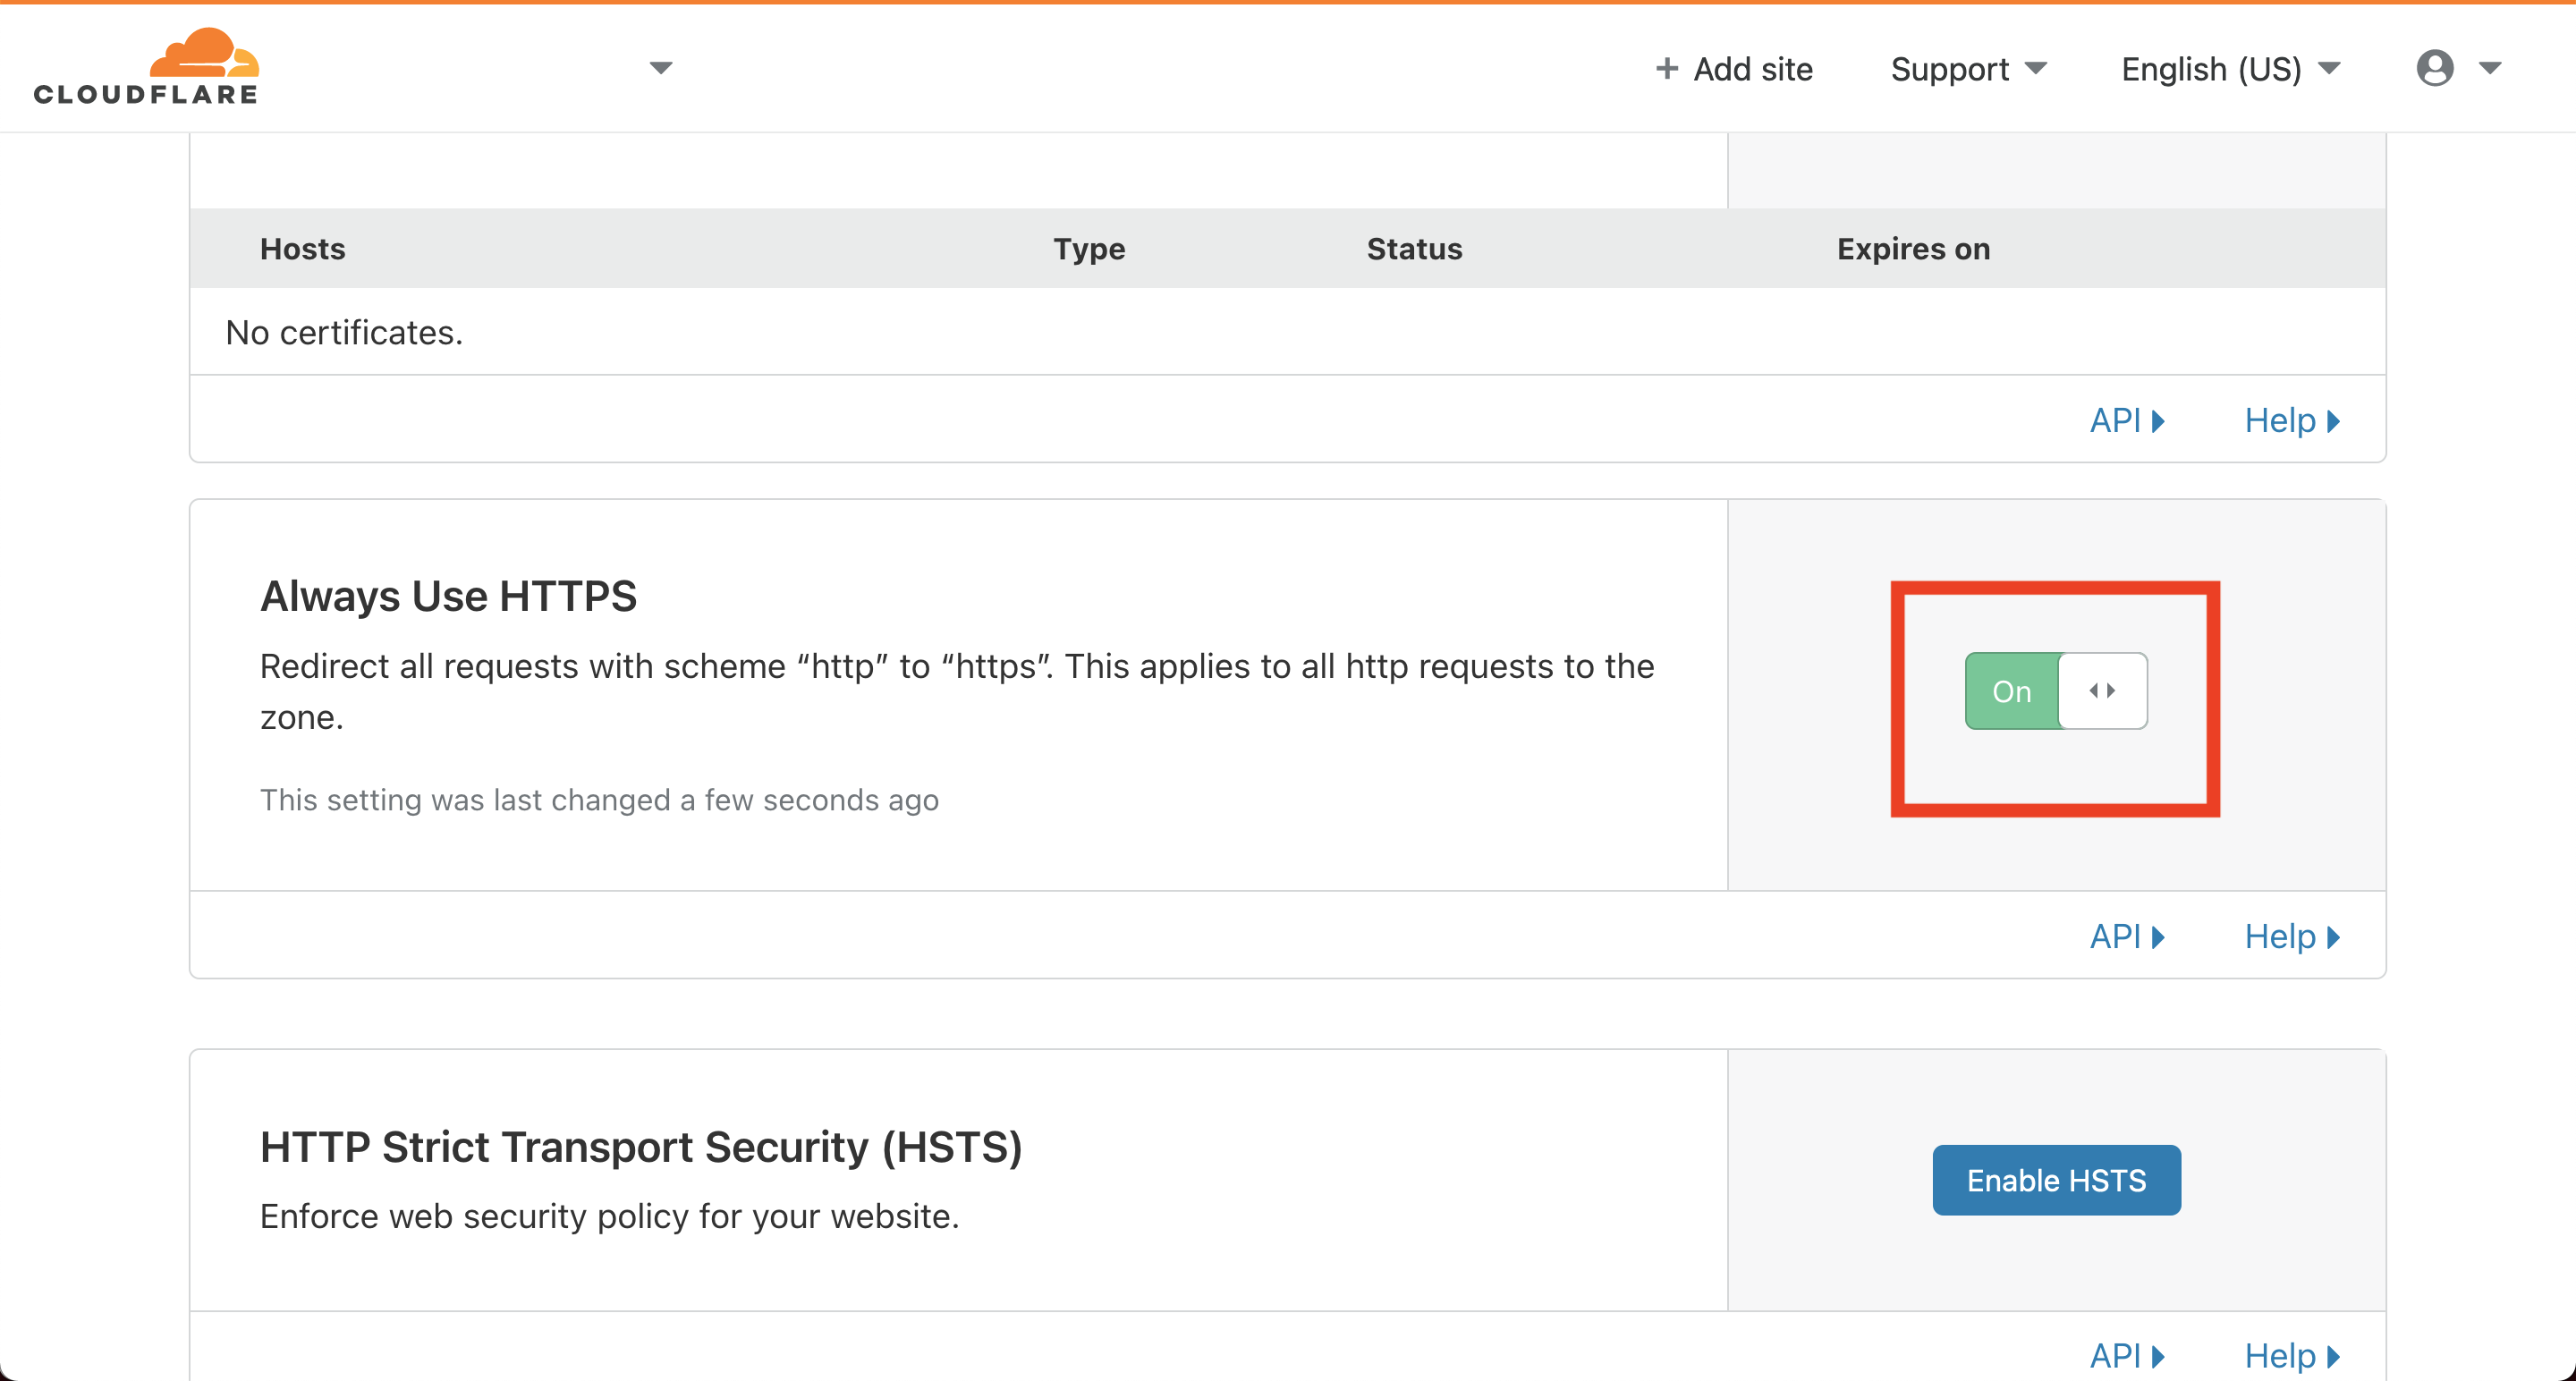 CLOUDFLARE
+ Add site
Support
English (US)
Hosts Type Status Expires on
No certificates.
API Help
Always Use HTTPS
Redirect all requests with scheme “http” to “https”. This applies to all http requests to the
zone.
On
This setting was last changed a few seconds ago
API Help
HTTP Strict Transport Security (HSTS)
Enforce web security policy for your website.
Enable HSTS
API Help